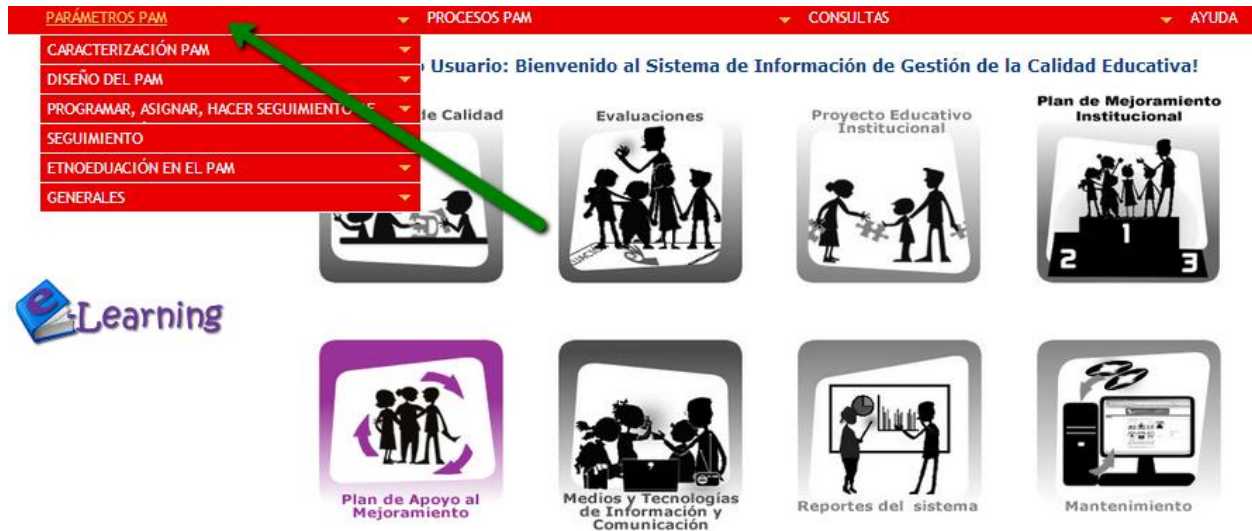 PARÁMETROS PAM
PROCESOS PAM
CONSULTAS
AYUDA
CARACTERIZACIÓN PAM
DISEÑO DEL PAM
PROGRAMAR, ASIGNAR, HACER SEGUIMIENTO
SEGUIMIENTO
ETNOEDUACIÓN EN EL PAM
GENERALES
Usuario: Bienvenido al Sistema de Información de Gestión de la Calidad Educativa!
de Calidad
Evaluaciones
Proyecto Educativo
Institucional
Plan de Mejoramiento
Institucional
1
2
3
e-Learning
Plan de Apoyo al
Mejoramiento
Medios y Tecnologías
de Información y
Comunicación
Reportes del sistema
Mantenimiento